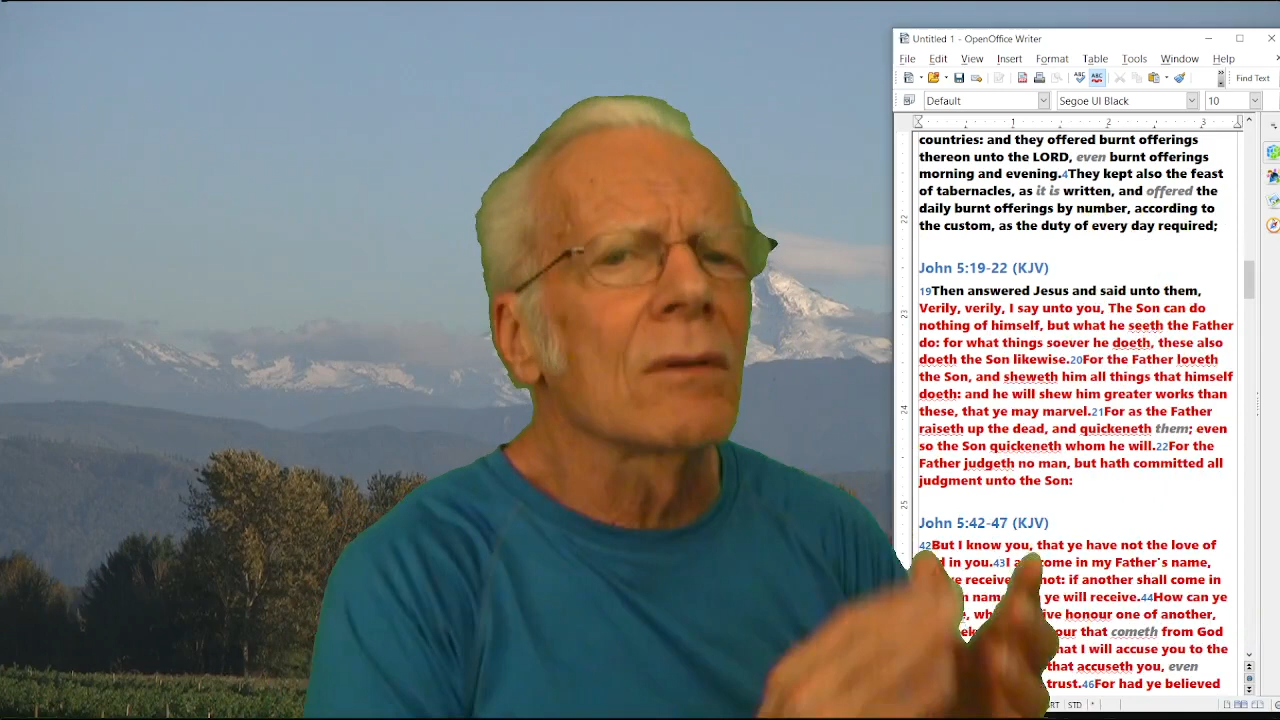 Untitled 1 - OpenOffice Writer
File Edit View Insert Format Table Tools Window Help
Find Text
Default Segoe UI Black 10
1 2 3
countries: and they offered burnt offerings
thereon unto the LORD, even burnt offerings
morning and evening.4They kept also the feast
of tabernacles, as it is written, and offered the
daily burnt offerings by number, according to
the custom, as the duty of every day required;
22
John 5:19-22 (KJV)
19Then answered Jesus and said unto them,
Verily, verily, I say unto you, The Son can do
23
nothing of himself, but what he seeth the Father
do: for what things soever he doeth, these also
doeth the Son likewise.20For the Father loveth
the Son, and sheweth him all things that himself
doeth: and he will shew him greater works than
24
these, that ye may marvel.21For as the Father
raiseth up the dead, and quickeneth them; even
so the Son quickeneth whom he will.22For the
Father judgeth no man, but hath committed all
judgment unto the Son:
25
John 5:42-47 (KJV)
42But I know you, that ye have not the love of
in you.43I come in my Father's name,
receive not: if another shall come in
ye will receive.44How can ye
honour one of another,
that cometh from God
that I will accuse you to the
that accuseth you, even
trust.46For had ye believed
STD *